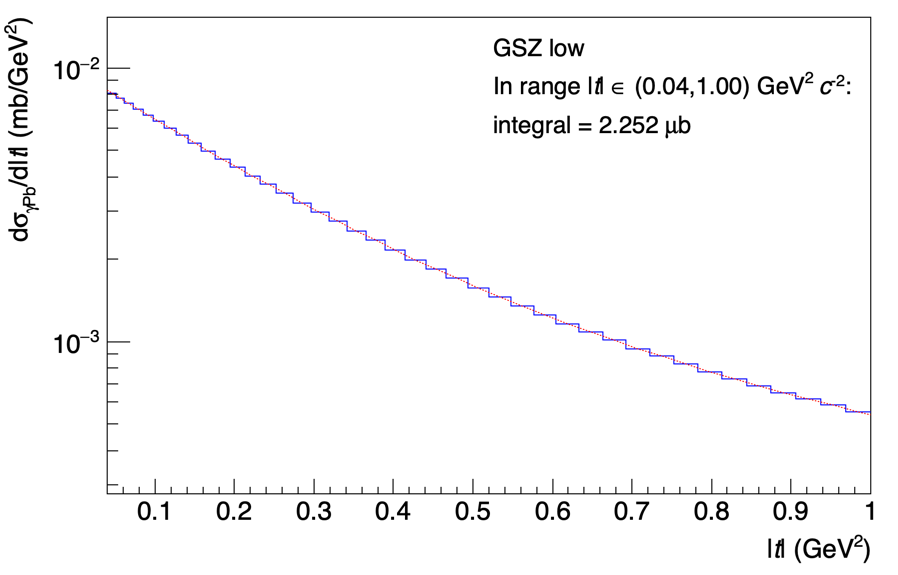 dσγPb/d|t| (mb/GeV²)
10⁻²
GSZ low
In range |t| ∈ (0.04,1.00) GeV² c⁻²:
integral = 2.252 μb
10⁻³
0.1 0.2 0.3 0.4 0.5 0.6 0.7 0.8 0.9 1
|t| (GeV²)